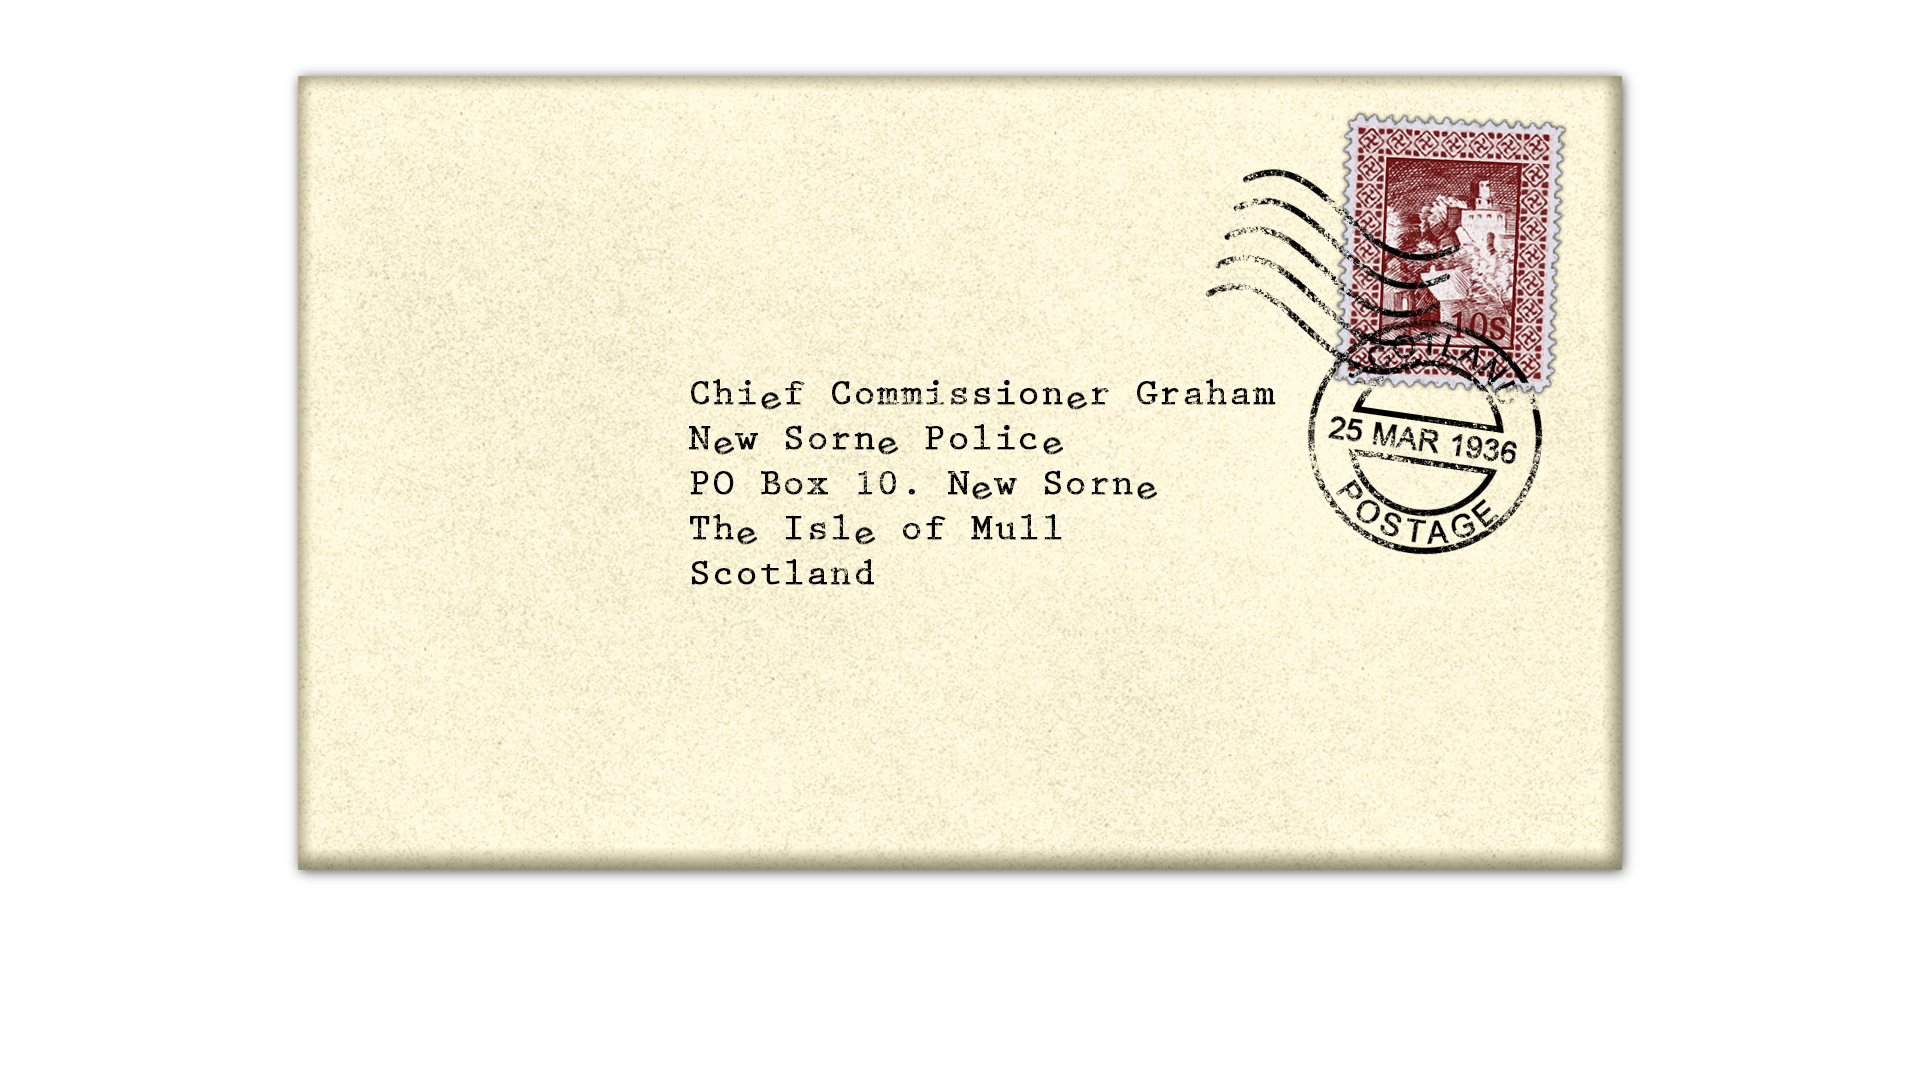 10s
SCOTLAND
25 MAR 1936
POSTAGE
Chief Commissioner Graham
New Sorne Police
PO Box 10. New Sorne
The Isle of Mull
Scotland